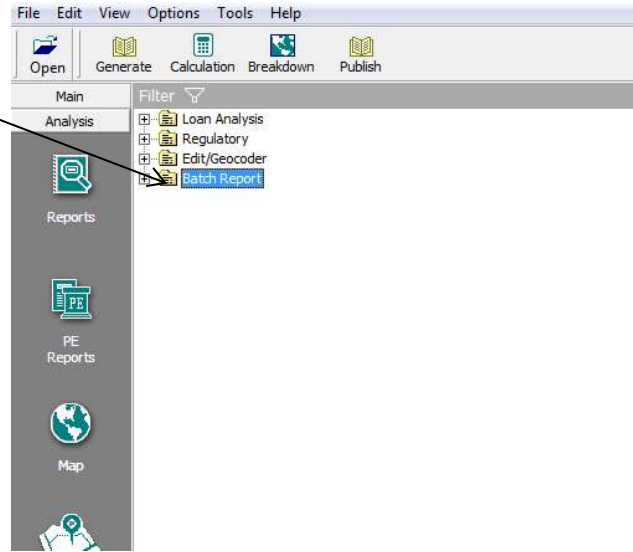 File Edit View Options Tools Help
Open Generate Calculation Breakdown Publish
Main Filter
Analysis Loan Analysis
Regulatory
Edit/Geocoder
Batch Report
Reports
PE
PE
Reports
Map